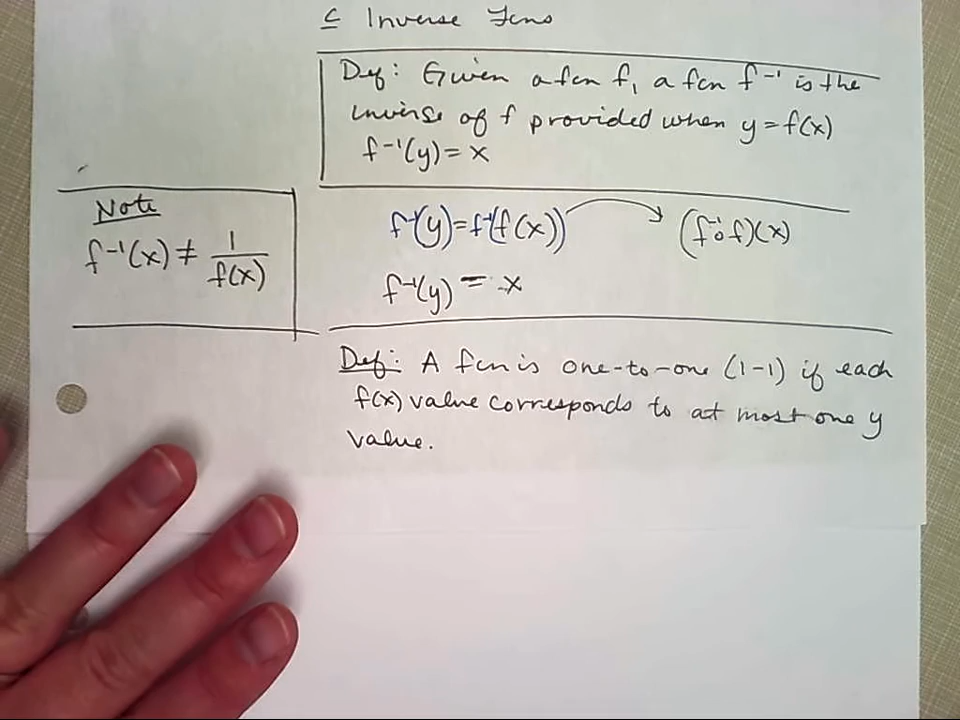 c Inverse Fcns
Def: Given a fcn f, a fcn f⁻¹ is the
inverse of f provided when y = f(x)
f⁻¹(y) = x
Note
f⁻¹(x) ≠ 1/f(x)
f⁻¹(y) = f⁻¹(f(x)) → (f⁻¹∘f)(x)
f⁻¹(y) = x
Def: A fcn is one-to-one (1-1) if each
f(x) value corresponds to at most one y
value.